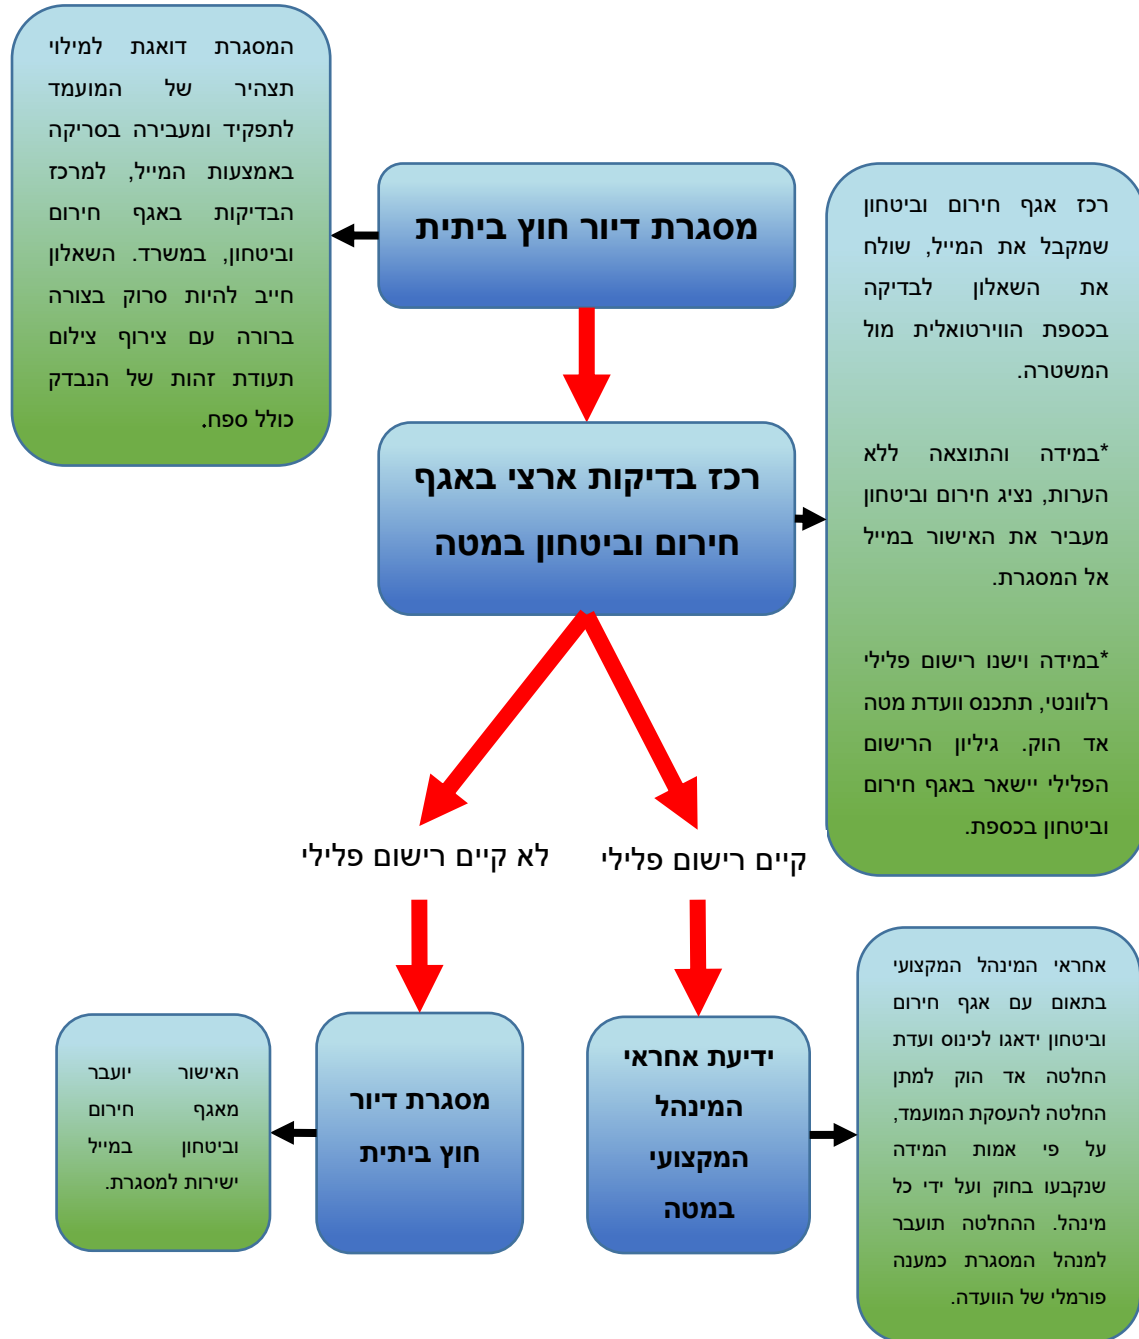 המסגרת דואגת למילוי
תצהיר של המועמד
לתפקיד ומעבירה בסריקה
באמצעות המייל, למרכז
הבדיקות באגף חירום
וביטחון, במשרד. השאלון
חייב להיות סרוק בצורה
ברורה עם צירוף צילום
תעודת זהות של הנבדק
כולל ספח.
מסגרת דיור חוץ ביתית
רכז אגף חירום וביטחון
שמקבל את המייל, שולח
את השאלון לבדיקה
בכספת הווירטואלית מול
המשטרה.
*במידה והתוצאה ללא
הערות, נציג חירום וביטחון
מעביר את האישור במייל
אל המסגרת.
*במידה וישנו רישום פלילי
רלוונטי, תתכנס וועדת מטה
אד הוק. גיליון הרישום
הפלילי יישאר באגף חירום
וביטחון בכספת.
רכז בדיקות ארצי באגף
חירום וביטחון במטה
קיים רישום פלילי
לא קיים רישום פלילי
אחראי המינהל המקצועי
בתאום עם אגף חירום
וביטחון ידאגו לכינוס ועדת
החלטה אד הוק למתן
החלטה להעסקת המועמד,
על פי אמות המידה
שנקבעו בחוק ועל ידי כל
מינהל. ההחלטה תועבר
למנהל המסגרת כמענה
פורמלי של הוועדה.
ידיעת אחראי
המינהל
המקצועי
במטה
מסגרת דיור
חוץ ביתית
האישור יועבר
מאגף חירום
וביטחון במייל
ישירות למסגרת.